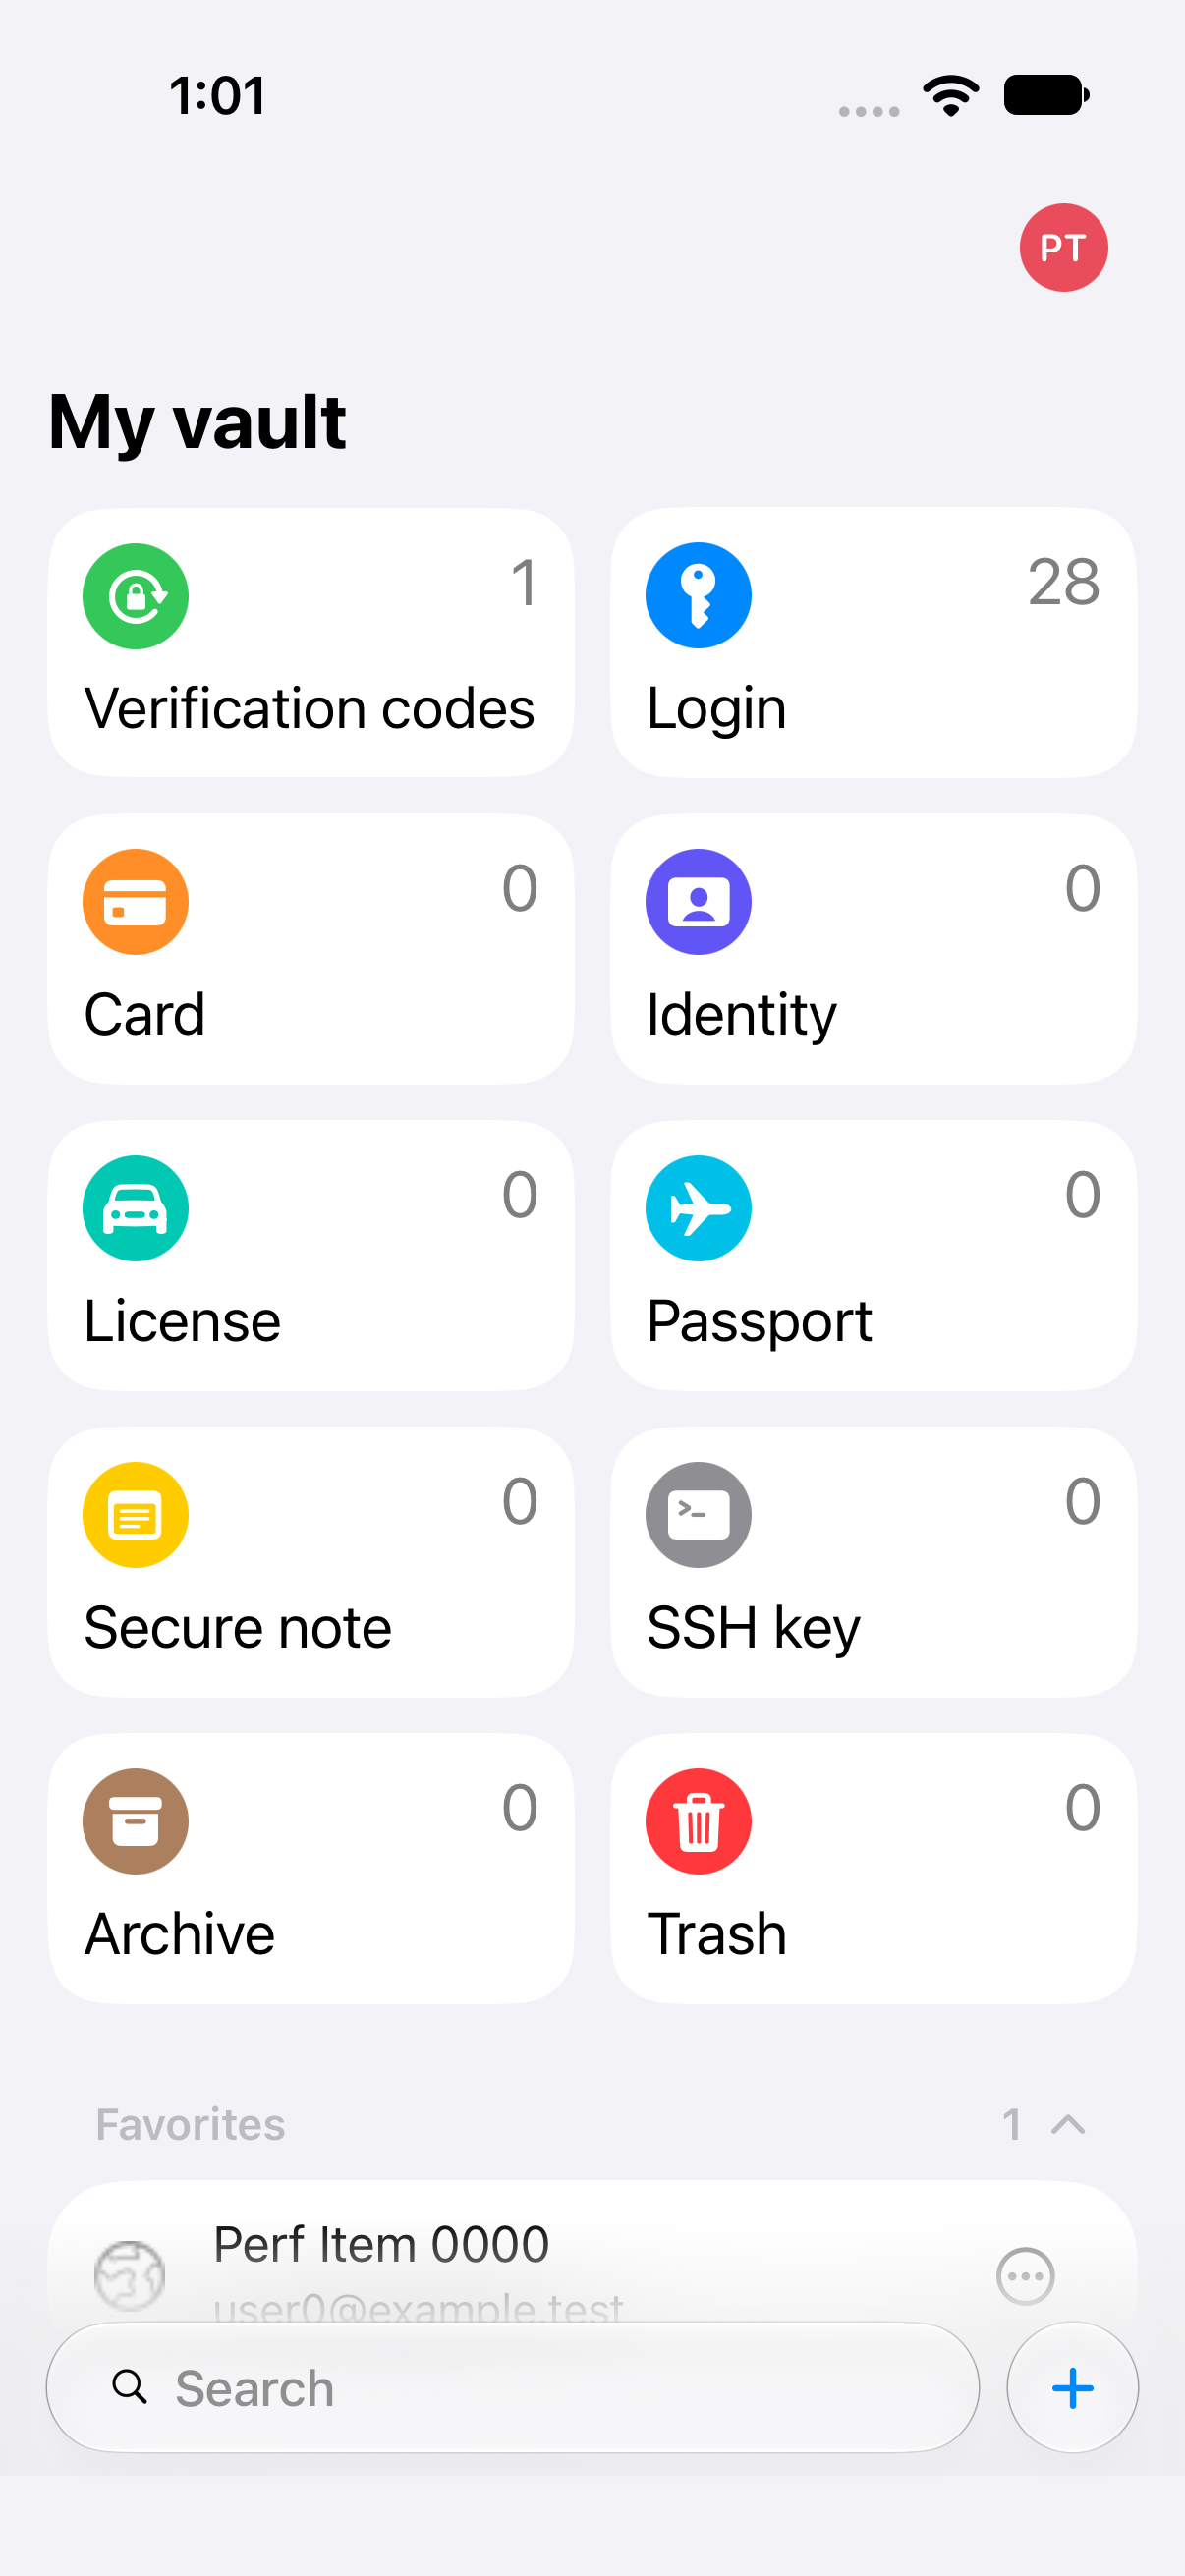 1:01
PT
My vault
1
Verification codes
28
Login
0
Card
0
Identity
0
License
0
Passport
0
Secure note
0
SSH key
0
Archive
0
Trash
Favorites 1
Perf Item 0000
user0@example.test
Search